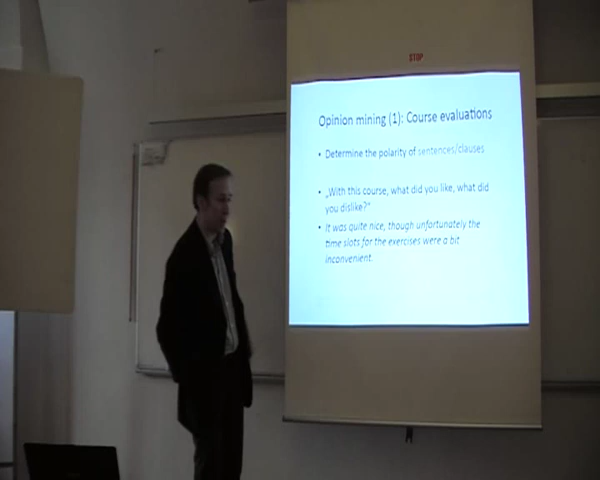 STOP
Opinion mining (1): Course evaluations
• Determine the polarity of sentences/clauses
• „With this course, what did you like, what did
you dislike?"
• It was quite nice, though unfortunately the
time slots for the exercises were a bit
inconvenient.